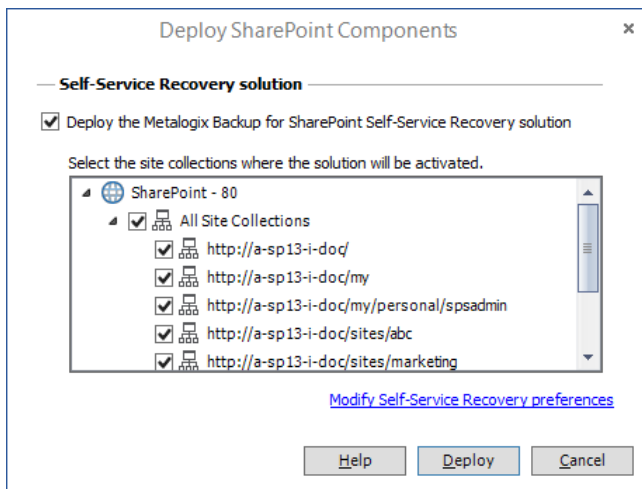 Deploy SharePoint Components
Self-Service Recovery solution
Deploy the Metalogix Backup for SharePoint Self-Service Recovery solution
Select the site collections where the solution will be activated.
SharePoint - 80
All Site Collections
http://a-sp13-i-doc/
http://a-sp13-i-doc/my
http://a-sp13-i-doc/my/personal/spsadmin
http://a-sp13-i-doc/sites/abc
http://a-sp13-i-doc/sites/marketing
Modify Self-Service Recovery preferences
Help Deploy Cancel